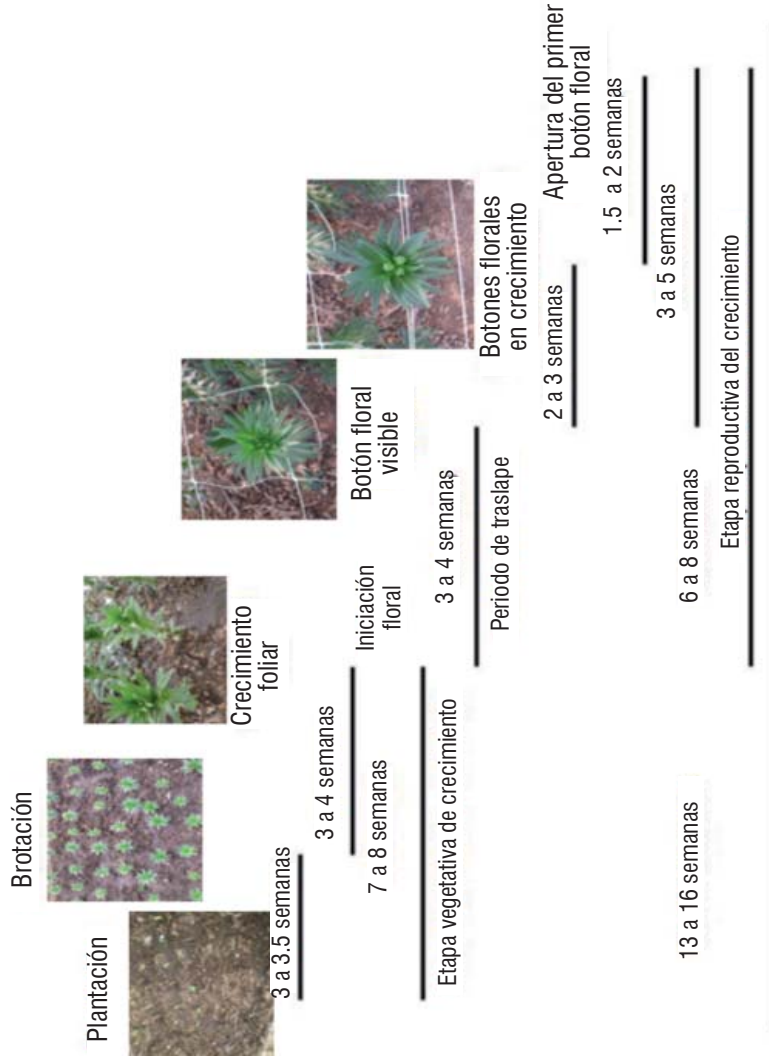 Plantación
Brotación
3 a 3.5 semanas
Crecimiento
foliar
3 a 4 semanas
7 a 8 semanas
Etapa vegetativa de crecimiento
Iniciación
floral
Botón floral
visible
3 a 4 semanas
Periodo de traslape
Botones florales
en crecimiento
2 a 3 semanas
Apertura del primer
botón floral
1.5 a 2 semanas
3 a 5 semanas
6 a 8 semanas
Etapa reproductiva del crecimiento
13 a 16 semanas